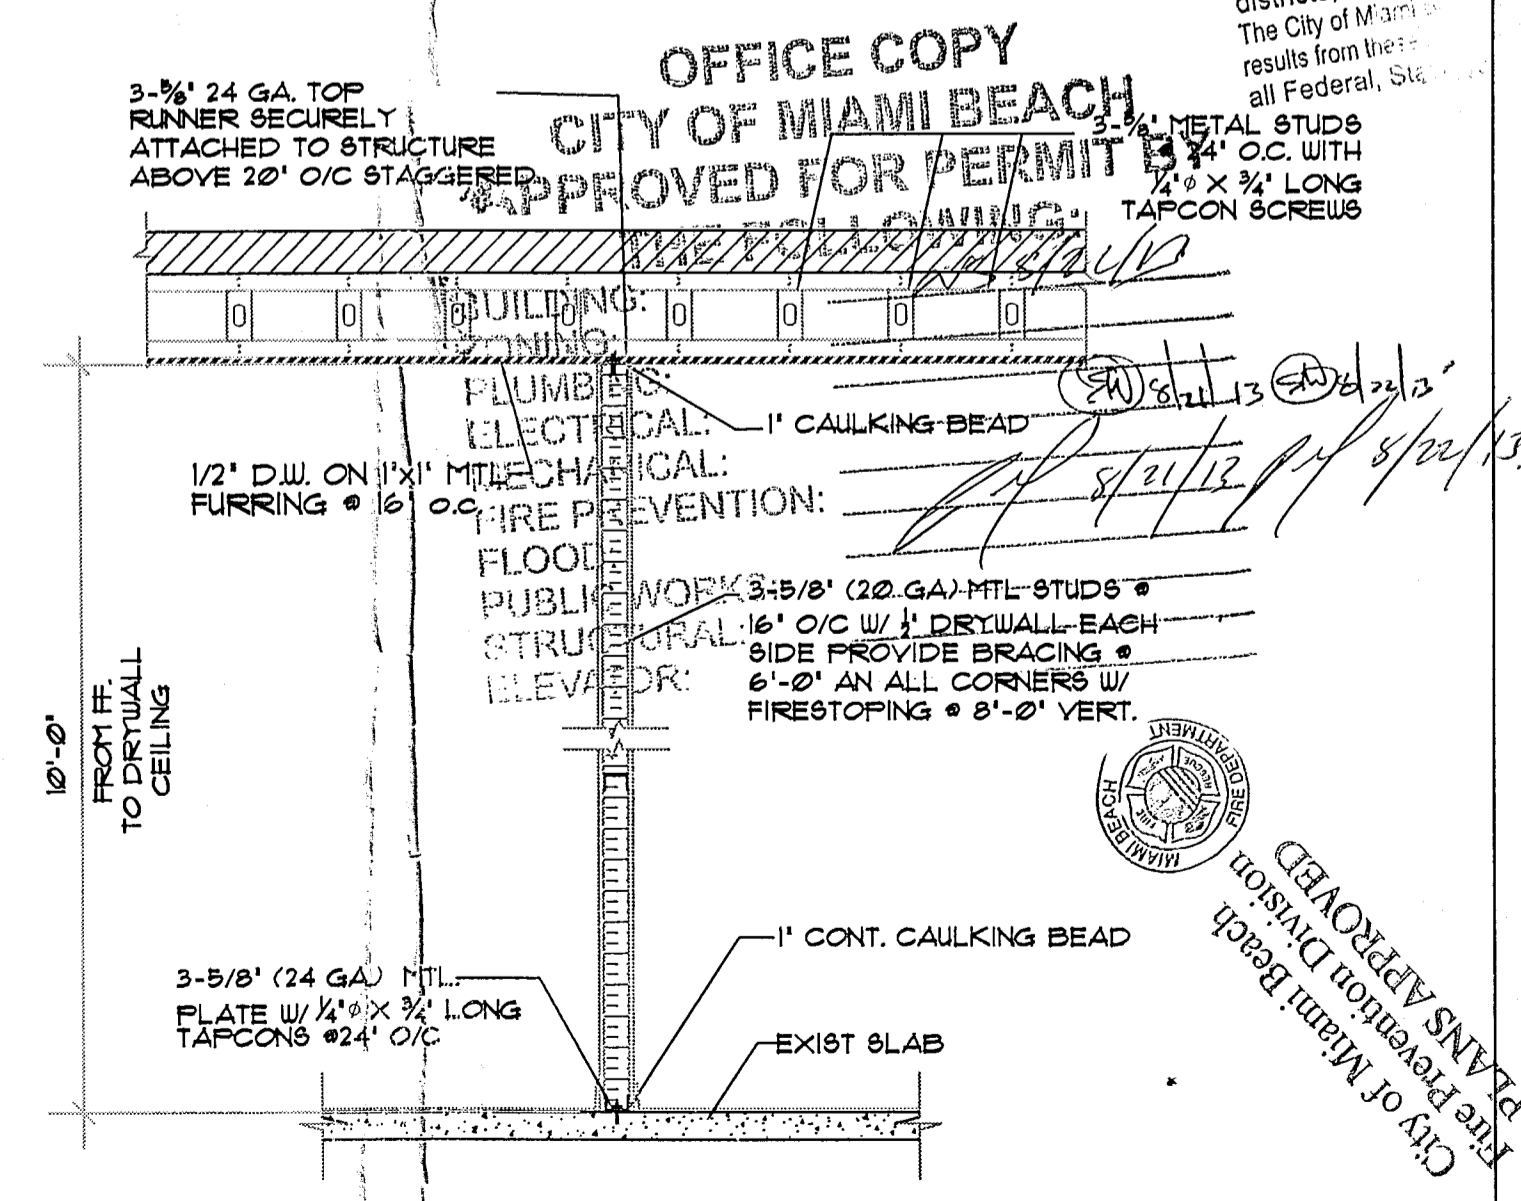 districts,
The City of Miami
results from these
all Federal, Sta
OFFICE COPY
CITY OF MIAMI BEACH
APPROVED FOR PERMIT BY
THE FOLLOWING:
3-⅝" 24 GA. TOP
RUNNER SECURELY
ATTACHED TO STRUCTURE
ABOVE 20" O/C STAGGERED
3-⅝" METAL STUDS
@ 24" O.C. WITH
¼"ϕ X ¾" LONG
TAPCON SCREWS
BUILDING:
ZONING:
PLUMBING:
ELECTRICAL:
MECHANICAL:
FIRE PREVENTION:
FLOOD
PUBLIC WORKS:
STRUCTURAL:
ELEVATOR:
SW 8/21/13 SW 8/22/13
8/21/13 8/22/13
1" CAULKING BEAD
1/2" D.W. ON 1"x1" MTL
FURRING @ 16" O.C.
3-5/8" (20 GA) MTL STUDS @
16" O/C W/ ½" DRYWALL EACH
SIDE PROVIDE BRACING @
6'-0" AN ALL CORNERS W/
FIRESTOPING @ 8'-0" VERT.
10'-0"
FROM FF.
TO DRYWALL
CEILING
MIAMI BEACH
FIRE DEPARTMENT
FIRE
RESCUE
City of Miami Beach
Fire Prevention Division
PLANS APPROVED
1" CONT. CAULKING BEAD
3-5/8" (24 GA) MTL.
PLATE W/ ¼"ϕ X ¾" LONG
TAPCONS @24" O/C
EXIST SLAB